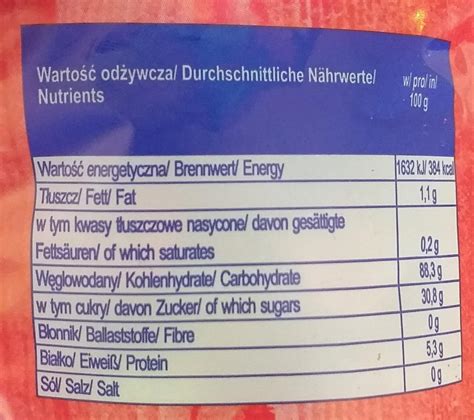 Wartość odżywcza/ Durchschnittliche Nährwerte/ w/ pro/ in/
Nutrients 100 g
Wartość energetyczna/ Brennwert/ Energy 1632 kJ/ 384 kcal
Tłuszcz/ Fett/ Fat 1,1 g
w tym kwasy tłuszczowe nasycone/ davon gesättigte
Fettsäuren/ of which saturates 0,2 g
Węglowodany/ Kohlenhydrate/ Carbohydrate 88,3 g
w tym cukry/ davon Zucker/ of which sugars 30,8 g
Błonnik/ Ballaststoffe/ Fibre 0 g
Białko/ Eiweiß/ Protein 5,3 g
Sól/ Salz/ Salt 0 g